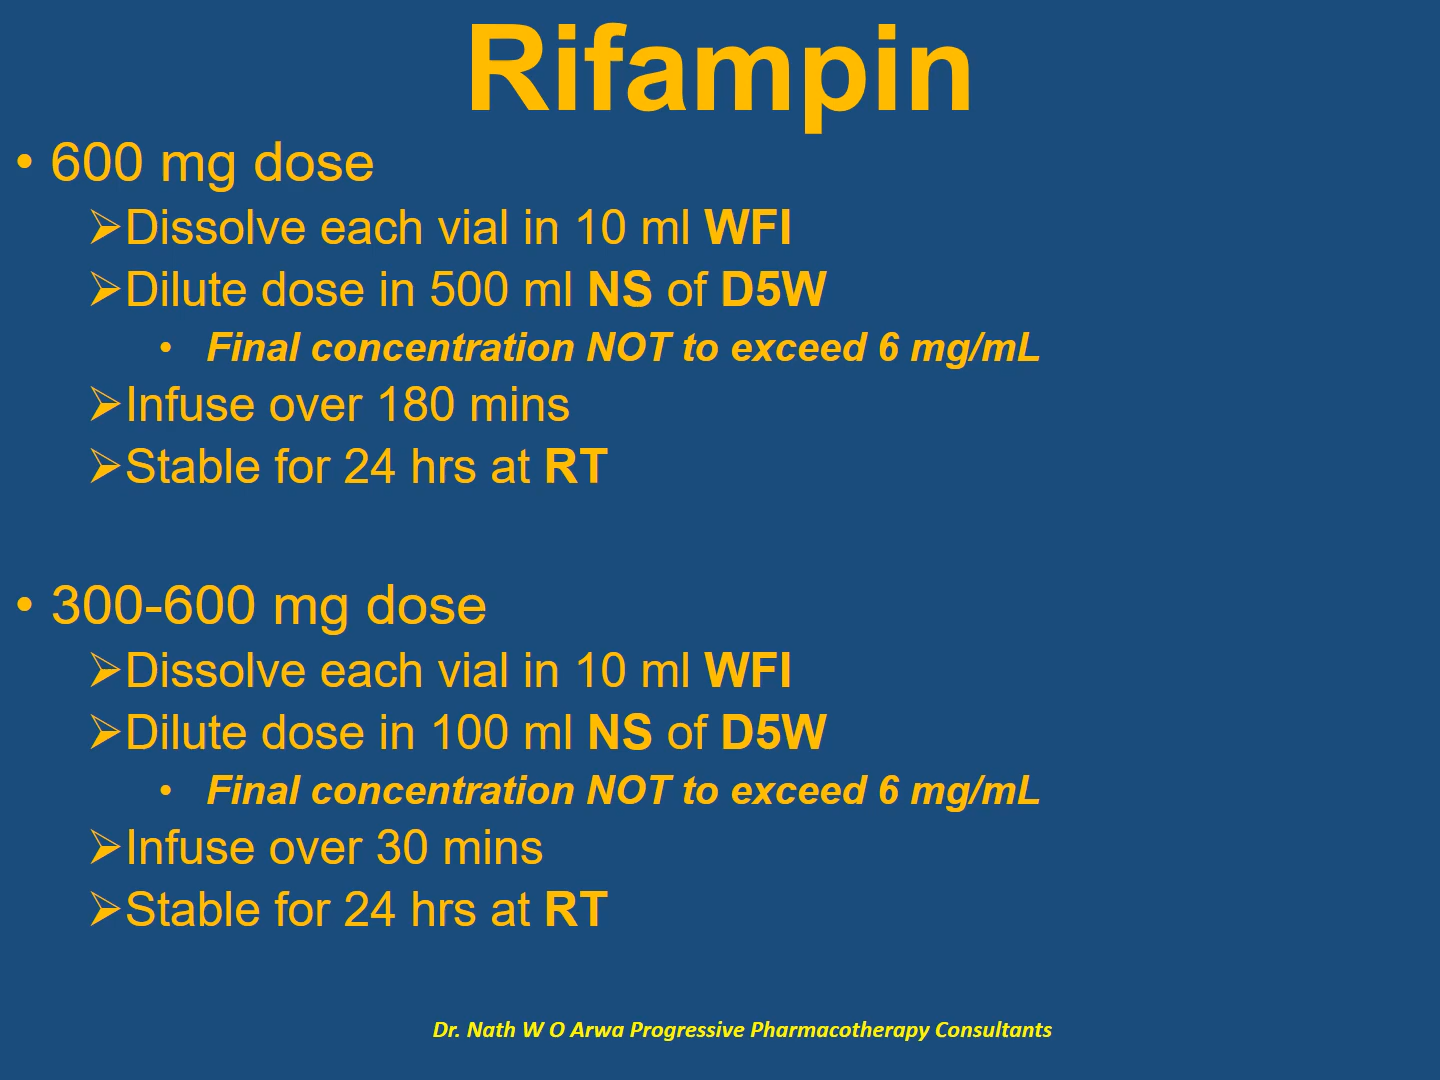 Rifampin
• 600 mg dose
➢Dissolve each vial in 10 ml WFI
➢Dilute dose in 500 ml NS of D5W
• Final concentration NOT to exceed 6 mg/mL
➢Infuse over 180 mins
➢Stable for 24 hrs at RT
• 300-600 mg dose
➢Dissolve each vial in 10 ml WFI
➢Dilute dose in 100 ml NS of D5W
• Final concentration NOT to exceed 6 mg/mL
➢Infuse over 30 mins
➢Stable for 24 hrs at RT
Dr. Nath W O Arwa Progressive Pharmacotherapy Consultants